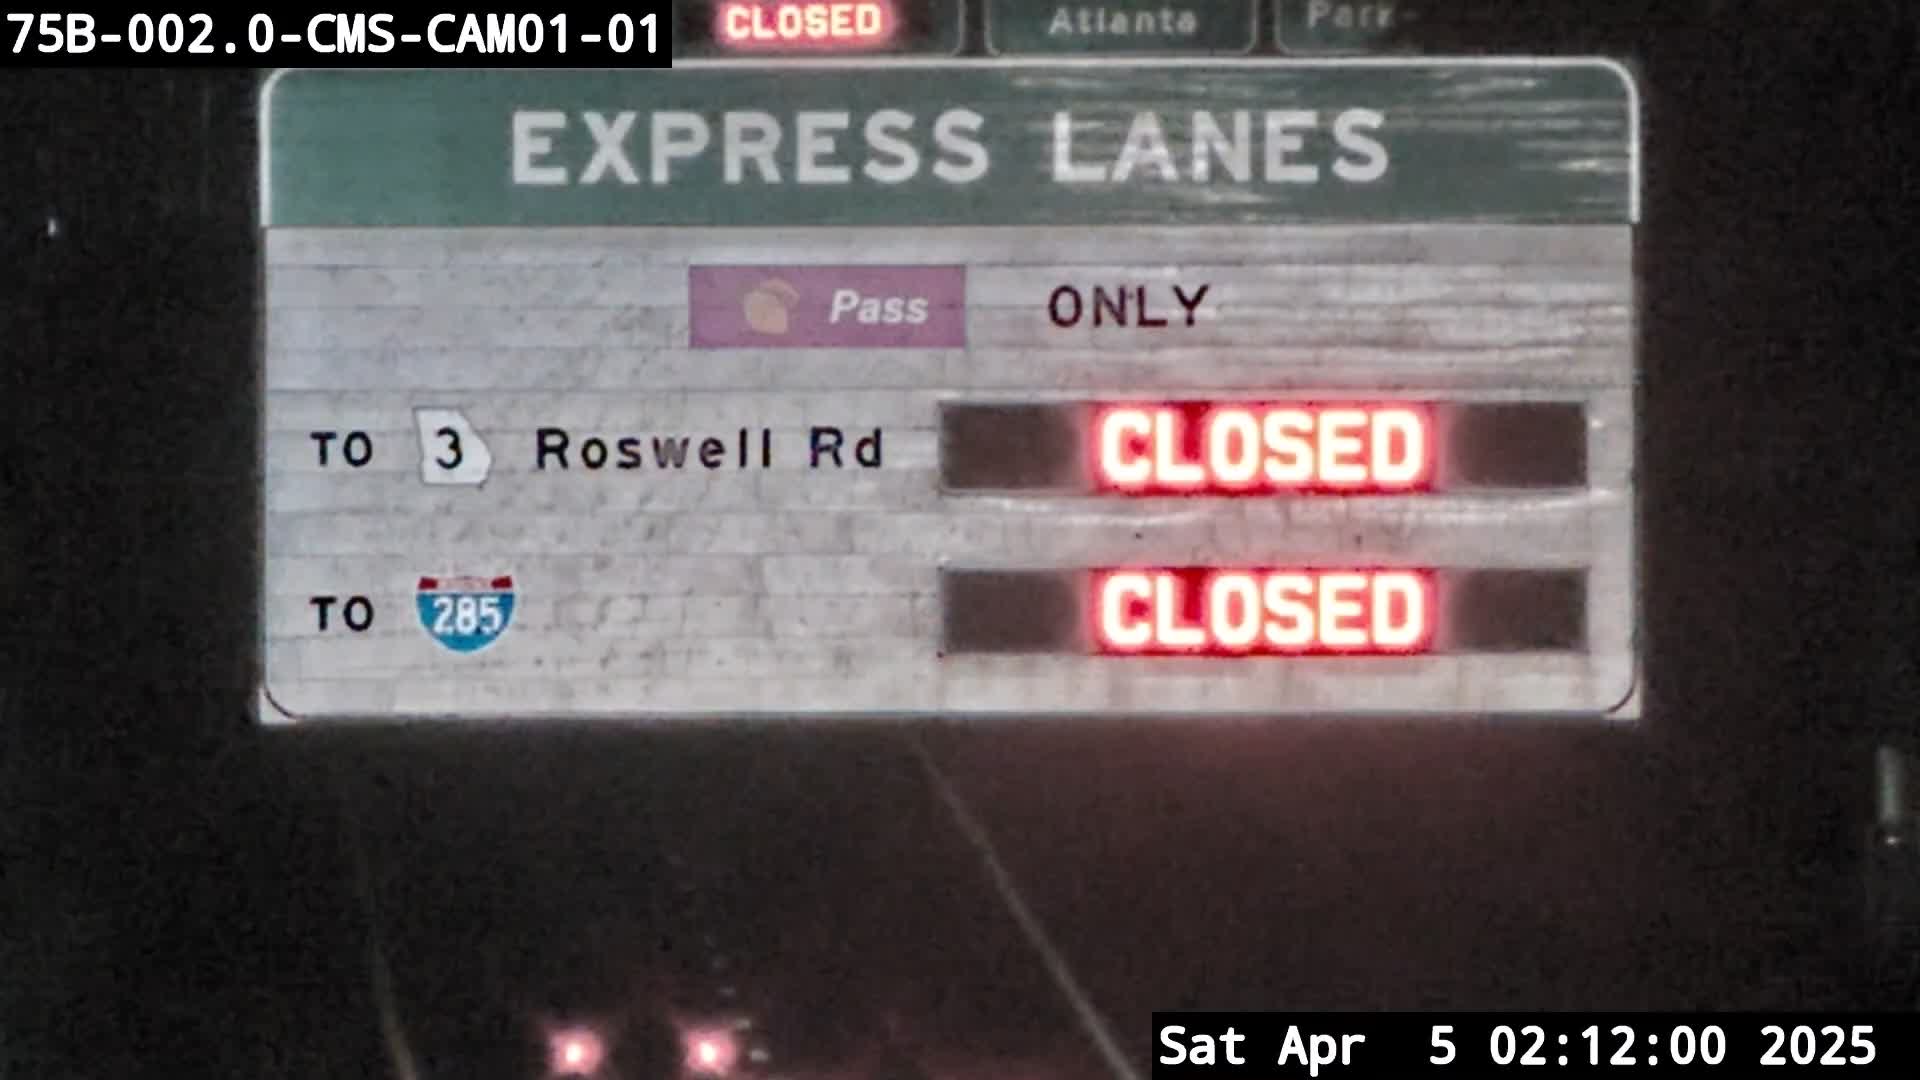 75B-002.0-CMS-CAM01-01
CLOSED
Atlanta
EXPRESS LANES
Pass ONLY
TO 3 Roswell Rd CLOSED
TO 285 CLOSED
Sat Apr 5 02:12:00 2025